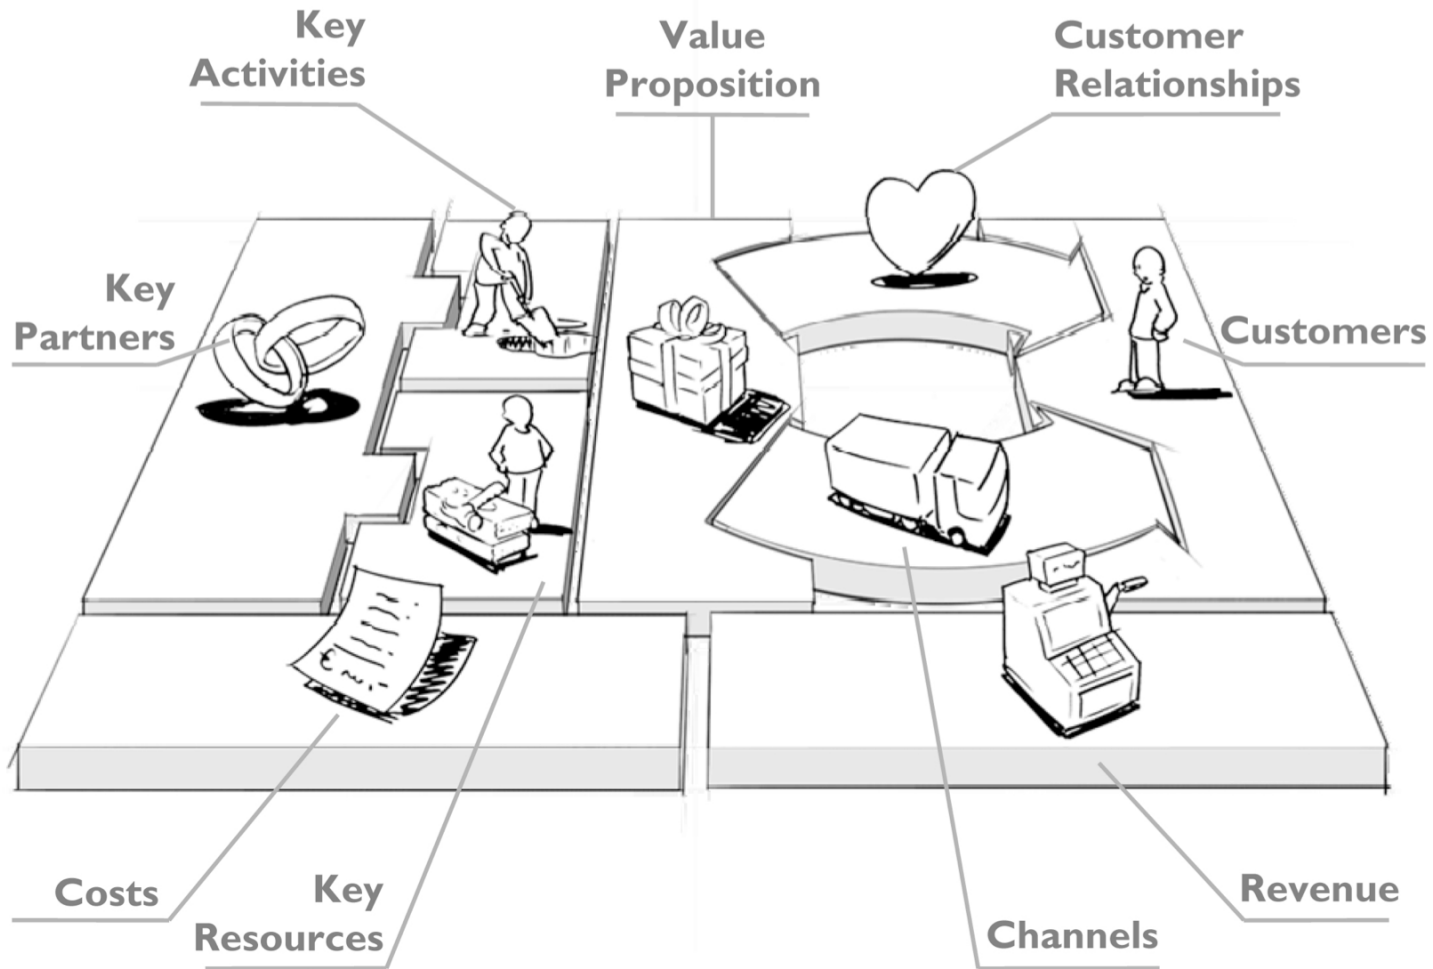 Key
Activities
Value
Proposition
Customer
Relationships
Key
Partners
Customers
Costs
Key
Resources
Channels
Revenue